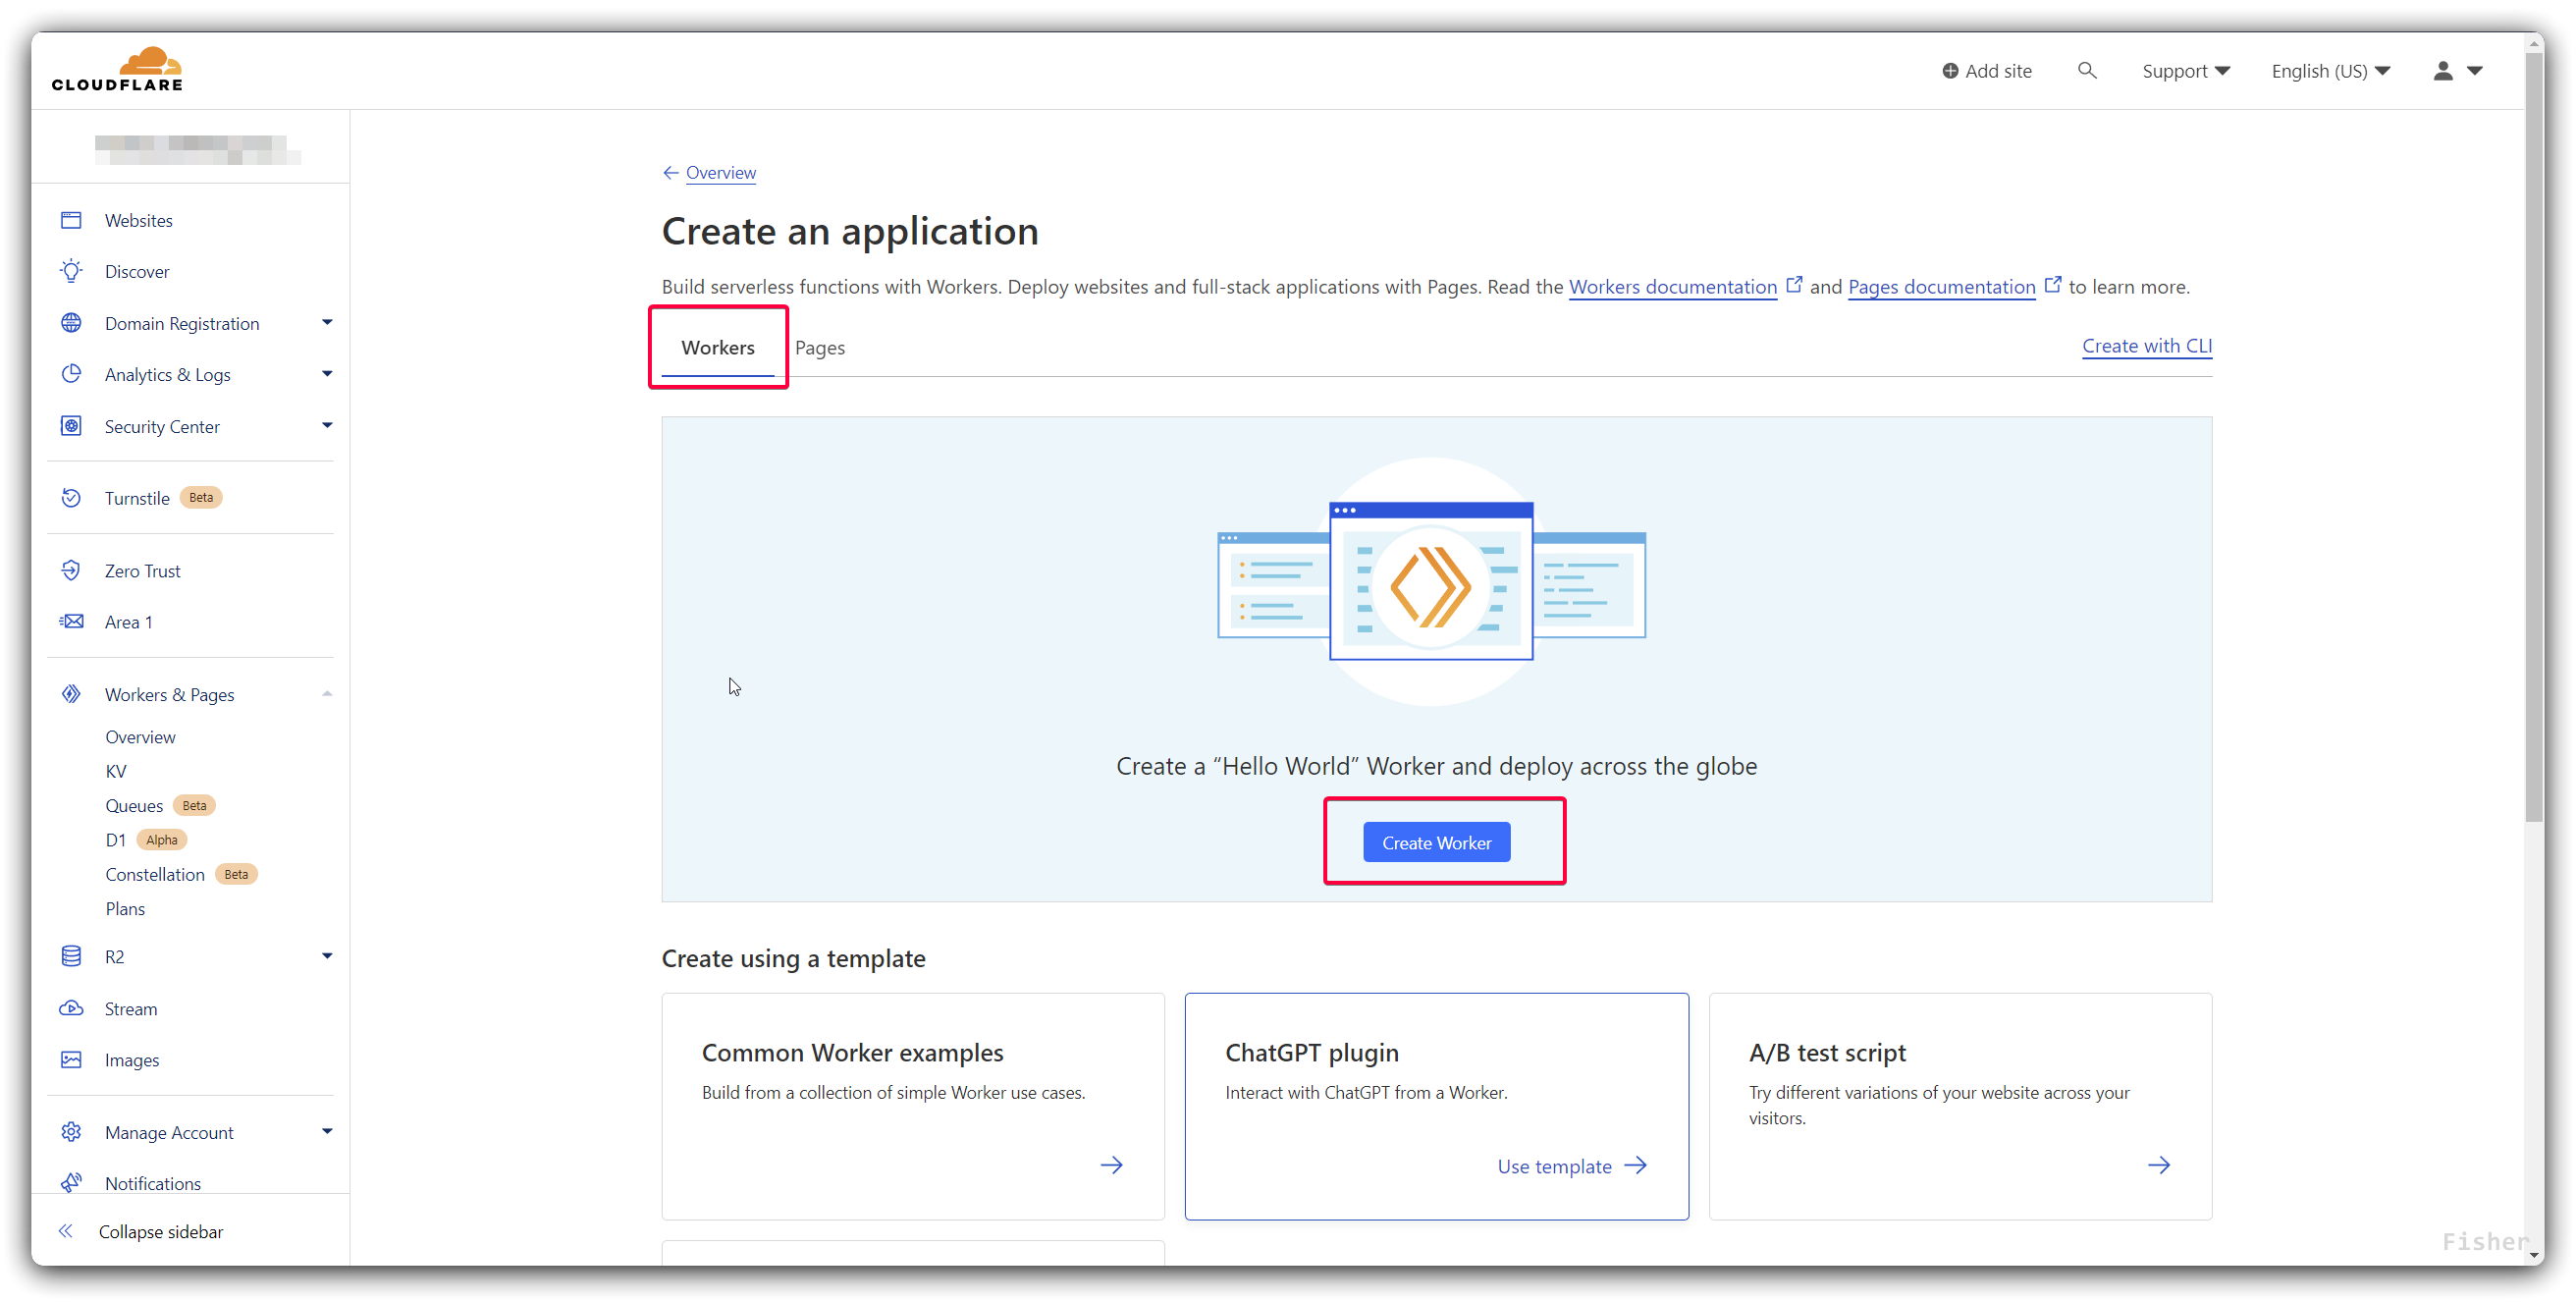 CLOUDFLARE
Add site
Support
English (US)
Websites
Discover
Domain Registration
Analytics & Logs
Security Center
Turnstile Beta
Zero Trust
Area 1
Workers & Pages
Overview
KV
Queues Beta
D1 Alpha
Constellation Beta
Plans
R2
Stream
Images
Manage Account
Notifications
Collapse sidebar
Overview
Create an application
Build serverless functions with Workers. Deploy websites and full-stack applications with Pages. Read the Workers documentation and Pages documentation to learn more.
Workers
Pages
Create with CLI
Create a “Hello World” Worker and deploy across the globe
Create Worker
Create using a template
Common Worker examples
Build from a collection of simple Worker use cases.
ChatGPT plugin
Interact with ChatGPT from a Worker.
Use template
A/B test script
Try different variations of your website across your
visitors.
Fisher